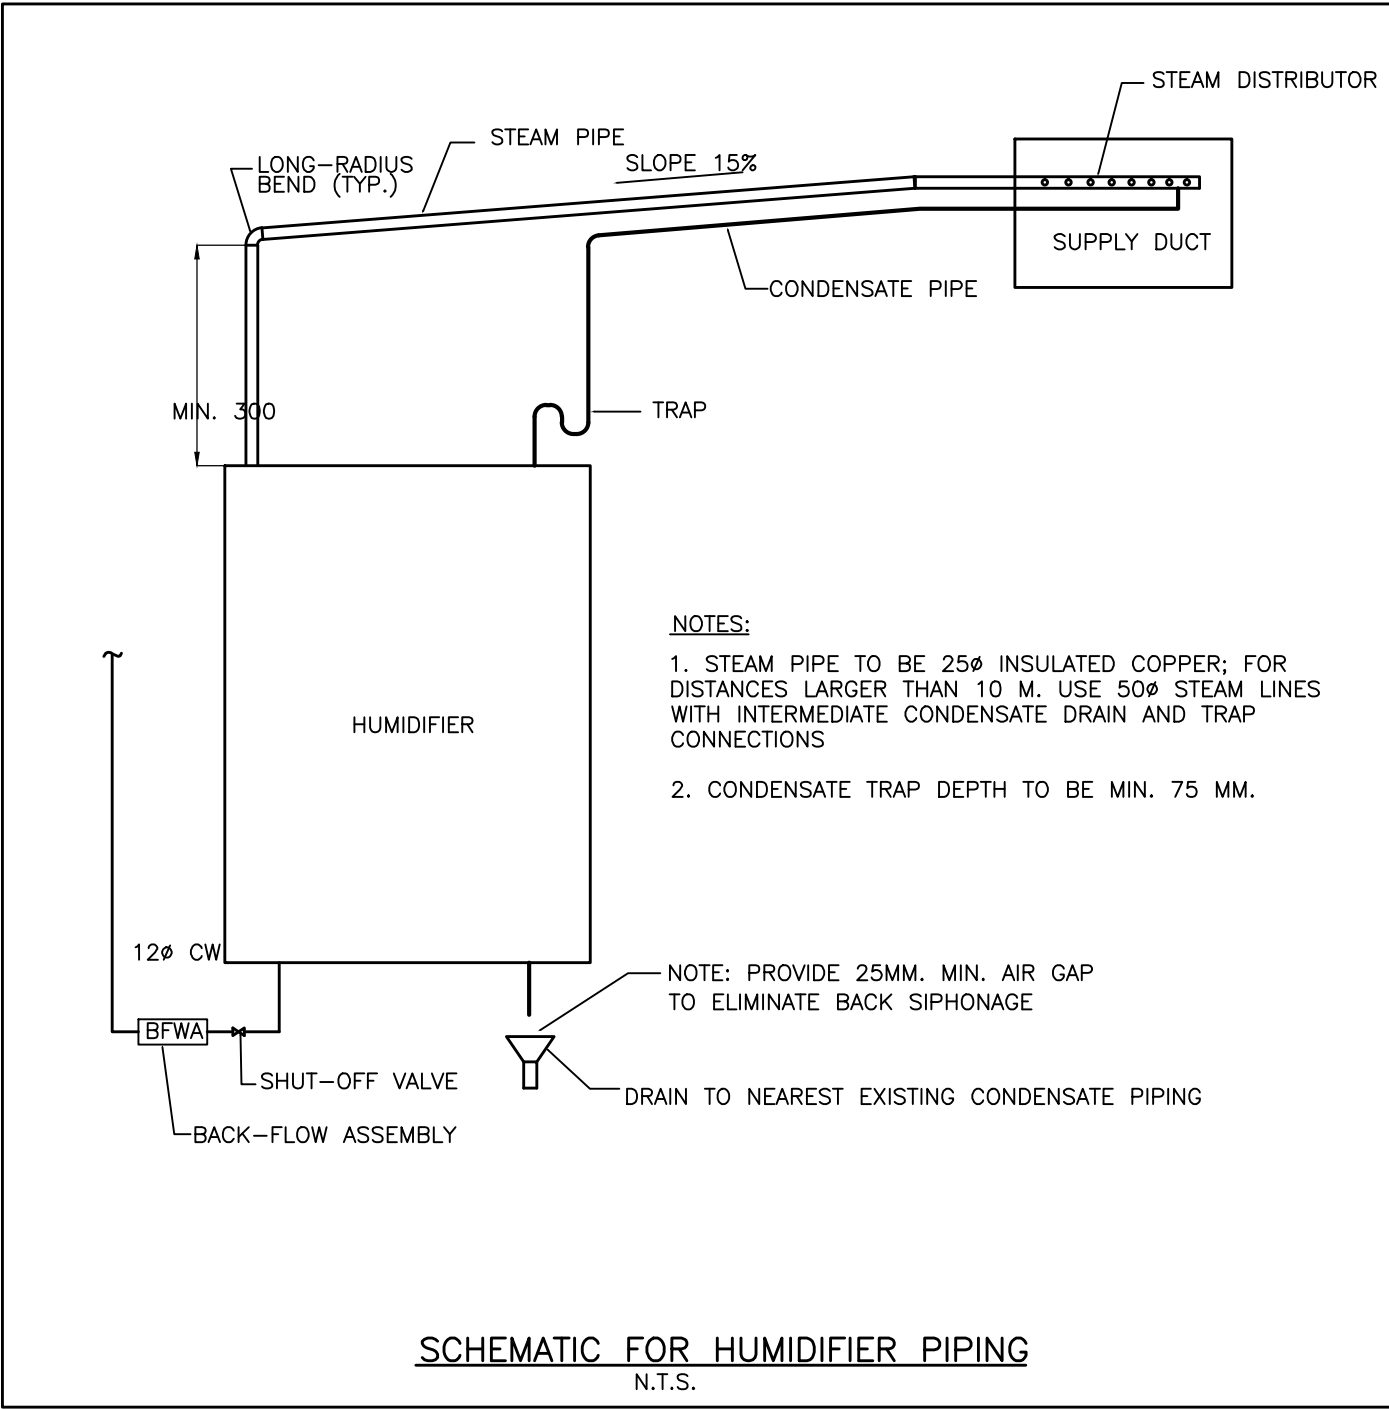 STEAM DISTRIBUTOR
STEAM PIPE
SLOPE 15%
LONG-RADIUS
BEND (TYP.)
SUPPLY DUCT
CONDENSATE PIPE
MIN. 300
TRAP
NOTES:
1. STEAM PIPE TO BE 25ø INSULATED COPPER; FOR
DISTANCES LARGER THAN 10 M. USE 50ø STEAM LINES
WITH INTERMEDIATE CONDENSATE DRAIN AND TRAP
CONNECTIONS
2. CONDENSATE TRAP DEPTH TO BE MIN. 75 MM.
HUMIDIFIER
12ø CW
NOTE: PROVIDE 25MM. MIN. AIR GAP
TO ELIMINATE BACK SIPHONAGE
BFWA
SHUT-OFF VALVE
DRAIN TO NEAREST EXISTING CONDENSATE PIPING
BACK-FLOW ASSEMBLY
SCHEMATIC FOR HUMIDIFIER PIPING
N.T.S.